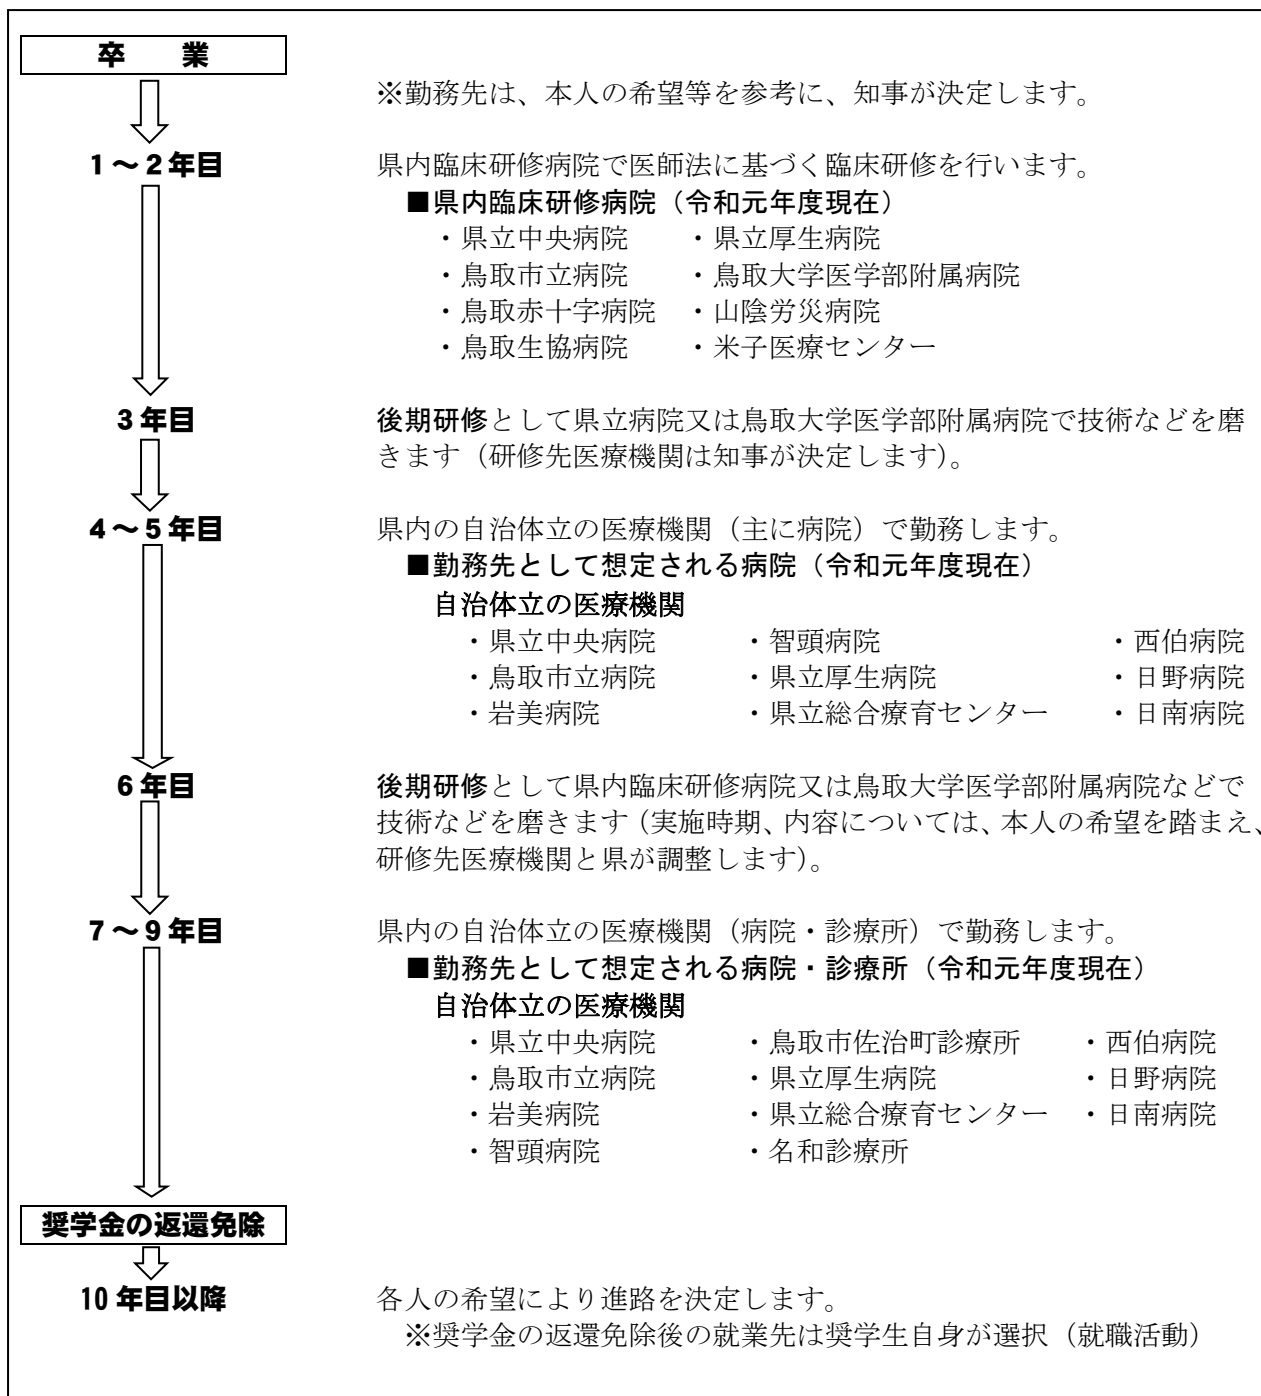 卒　　業
※勤務先は、本人の希望等を参考に、知事が決定します。
1～2年目　県内臨床研修病院で医師法に基づく臨床研修を行います。
■県内臨床研修病院（令和元年度現在）
・県立中央病院　・県立厚生病院
・鳥取市立病院　・鳥取大学医学部附属病院
・鳥取赤十字病院　・山陰労災病院
・鳥取生協病院　・米子医療センター
3年目　後期研修として県立病院又は鳥取大学医学部附属病院で技術などを磨
きます（研修先医療機関は知事が決定します）。
4～5年目　県内の自治体立の医療機関（主に病院）で勤務します。
■勤務先として想定される病院（令和元年度現在）
自治体立の医療機関
・県立中央病院　・智頭病院　・西伯病院
・鳥取市立病院　・県立厚生病院　・日野病院
・岩美病院　・県立総合療育センター　・日南病院
6年目　後期研修として県内臨床研修病院又は鳥取大学医学部附属病院などで
技術などを磨きます（実施時期、内容については、本人の希望を踏まえ、
研修先医療機関と県が調整します）。
7～9年目　県内の自治体立の医療機関（病院・診療所）で勤務します。
■勤務先として想定される病院・診療所（令和元年度現在）
自治体立の医療機関
・県立中央病院　・鳥取市佐治町診療所　・西伯病院
・鳥取市立病院　・県立厚生病院　・日野病院
・岩美病院　・県立総合療育センター　・日南病院
・智頭病院　・名和診療所
奨学金の返還免除
10年目以降　各人の希望により進路を決定します。
※奨学金の返還免除後の就業先は奨学生自身が選択（就職活動）